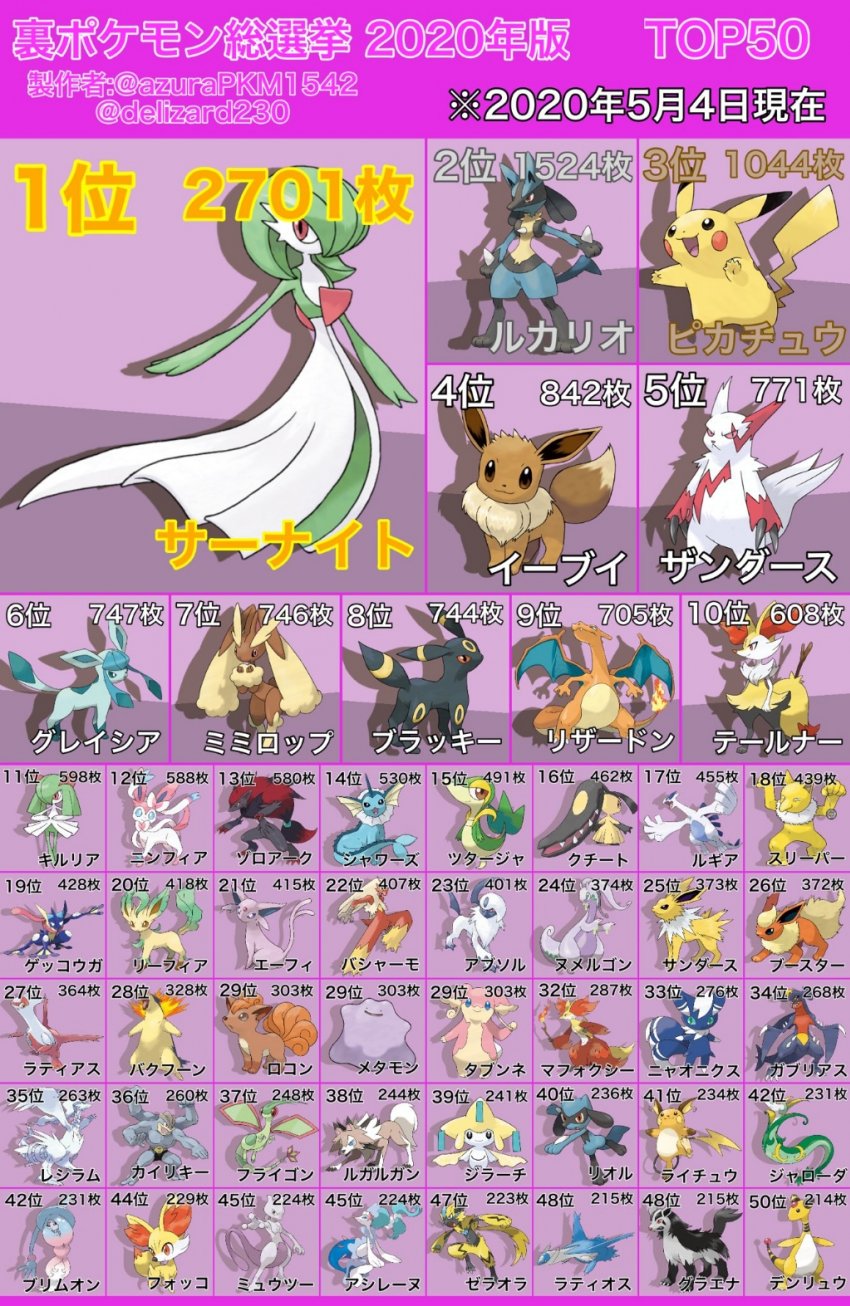 裏ポケモン総選挙 2020年版 TOP50
製作者:@azuraPKM1542
@delizard230
※2020年5月4日現在
1位 2701枚
サーナイト
2位 1524枚
ルカリオ
3位 1044枚
ピカチュウ
4位 842枚
イーブイ
5位 771枚
ザングース
6位 747枚
グレイシア
7位 746枚
ミミロップ
8位 744枚
ブラッキー
9位 705枚
リザードン
10位 608枚
テールナー
11位 598枚
キルリア
12位 588枚
ニンフィア
13位 580枚
ゾロアーク
14位 530枚
シャワーズ
15位 491枚
ツタージャ
16位 462枚
クチート
17位 455枚
ルギア
18位 439枚
スリーパー
19位 428枚
ゲッコウガ
20位 418枚
リーフィア
21位 415枚
エーフィ
22位 407枚
バシャーモ
23位 401枚
アブソル
24位 374枚
ヌメルゴン
25位 373枚
サンダース
26位 372枚
ブースター
27位 364枚
ラティアス
28位 328枚
バクフーン
29位 303枚
ロコン
29位 303枚
メタモン
29位 303枚
タブンネ
32位 287枚
マフォクシー
33位 276枚
ニャオニクス
34位 268枚
ガブリアス
35位 263枚
レシラム
36位 260枚
カイリキー
37位 248枚
フライゴン
38位 244枚
ルガルガン
39位 241枚
ジラーチ
40位 236枚
リオル
41位 234枚
ライチュウ
42位 231枚
ジャローダ
42位 231枚
ブリムオン
44位 229枚
フォッコ
45位 224枚
ミュウツー
45位 224枚
アシレーヌ
47位 223枚
ゼラオラ
48位 215枚
ラティオス
48位 215枚
グラエナ
50位 214枚
デンリュウ